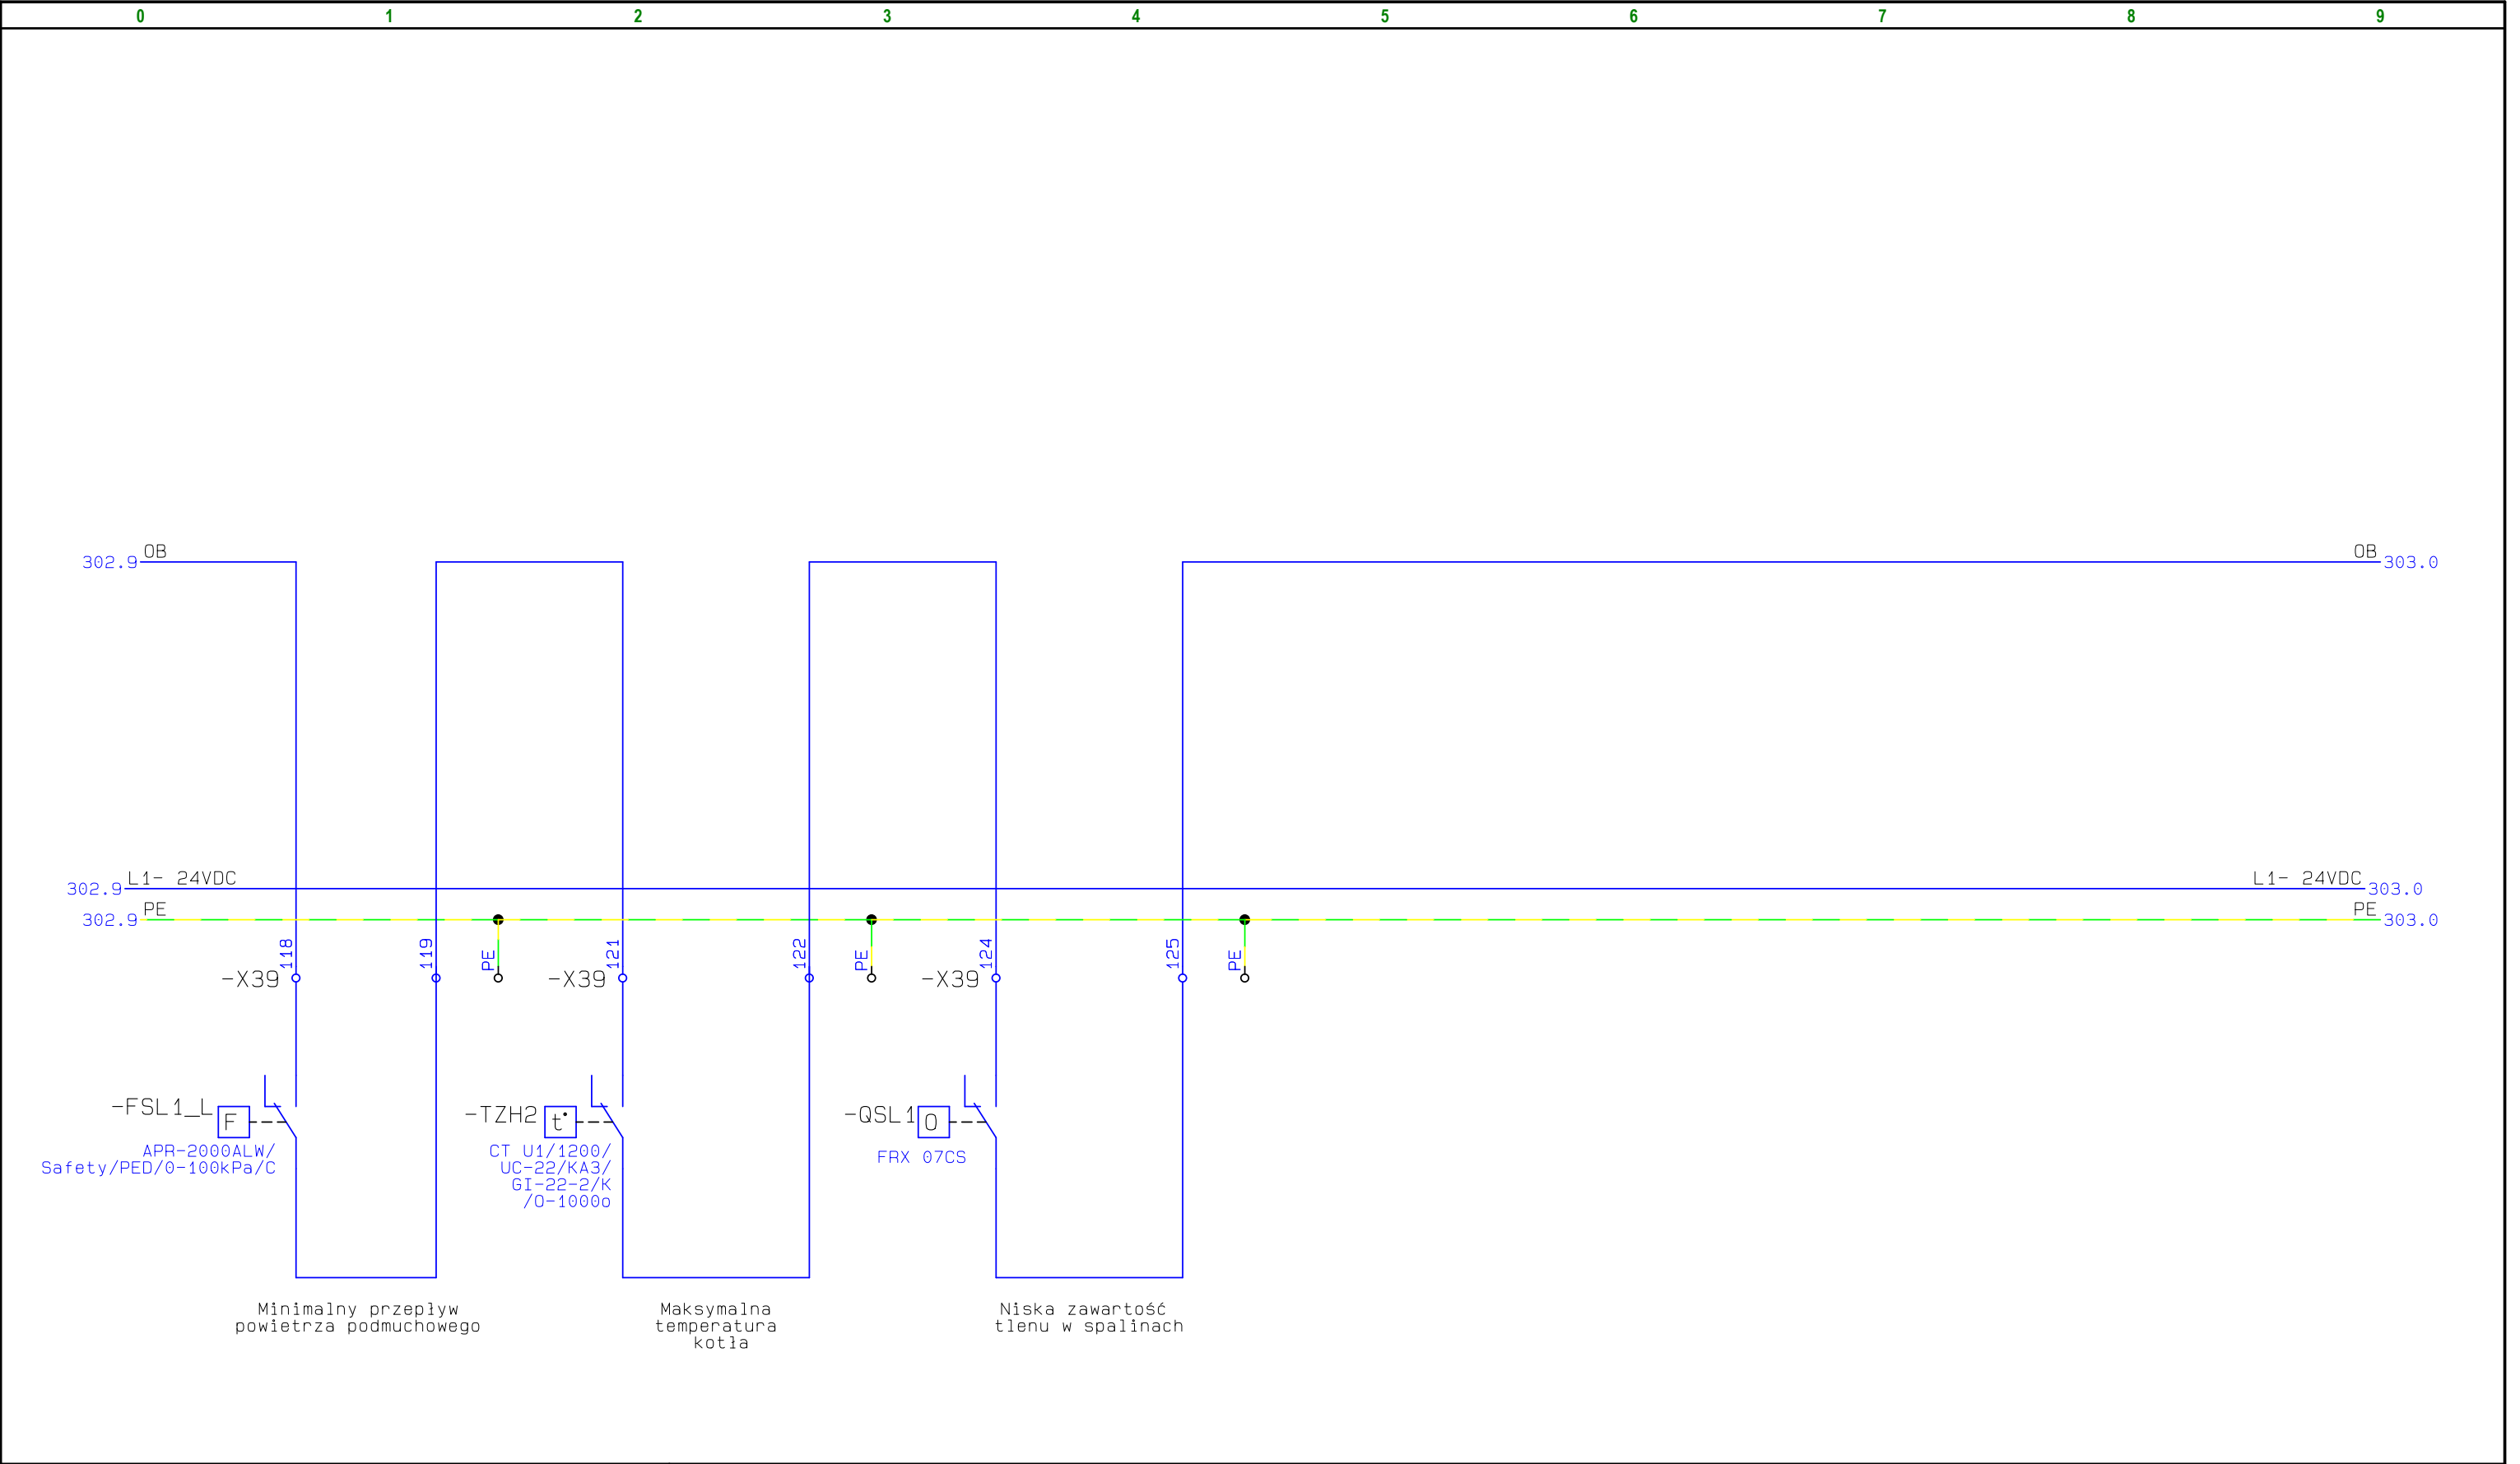 0 1 2 3 4 5 6 7 8 9
302.9 OB OB 303.0
302.9 L1- 24VDC L1- 24VDC 303.0
302.9 PE PE 303.0
118 119 PE 121 122 PE 124 125 PE
-X39 -X39 -X39
-FSL1_L F
APR-2000ALW/
Safety/PED/0-100kPa/C
-TZH2 t°
CT U1/1200/
UC-22/KA3/
GI-22-2/K
/0-1000o
-QSL1 O
FRX 07CS
Minimalny przepływ
powietrza podmuchowego
Maksymalna
temperatura
kotła
Niska zawartość
tlenu w spalinach